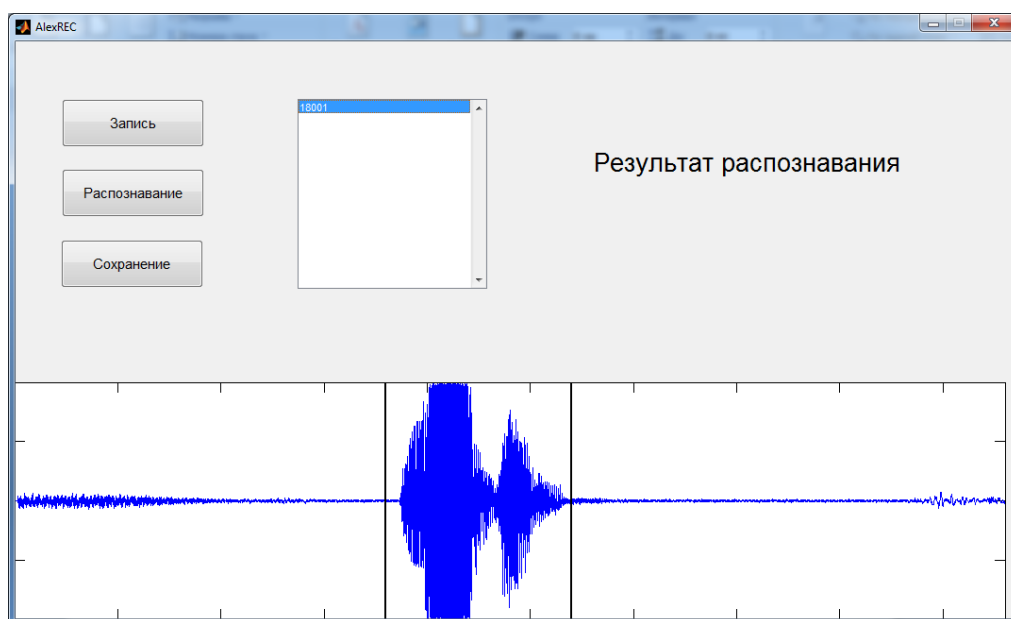 AlexREC
Запись
18001
Результат распознавания
Распознавание
Сохранение